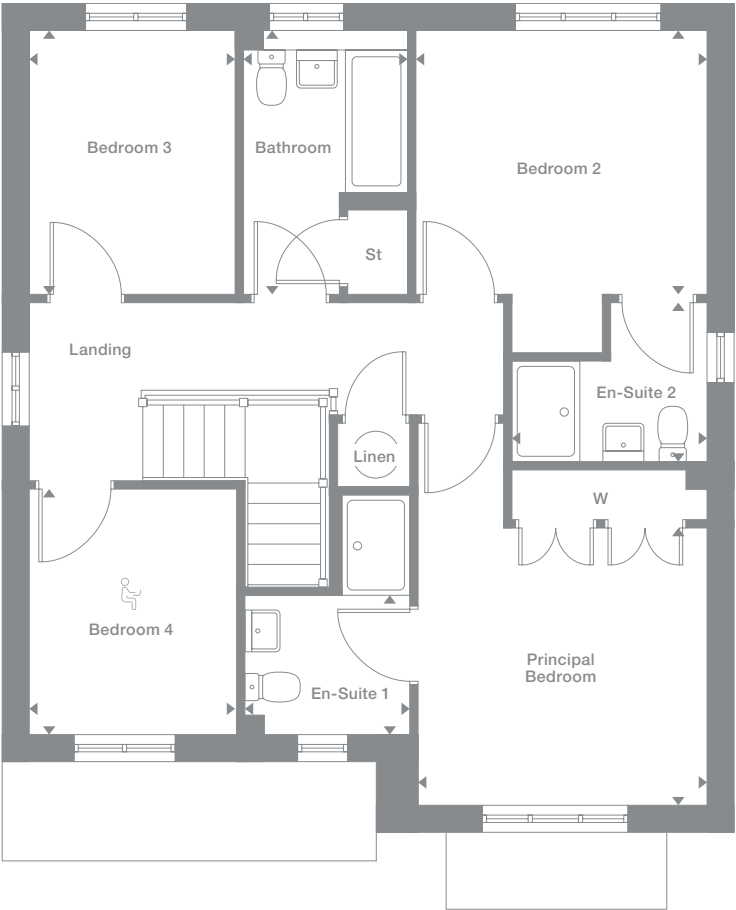 Bedroom 3
Bathroom
Bedroom 2
St
Landing
En-Suite 2
Linen
W
Bedroom 4
Principal
Bedroom
En-Suite 1